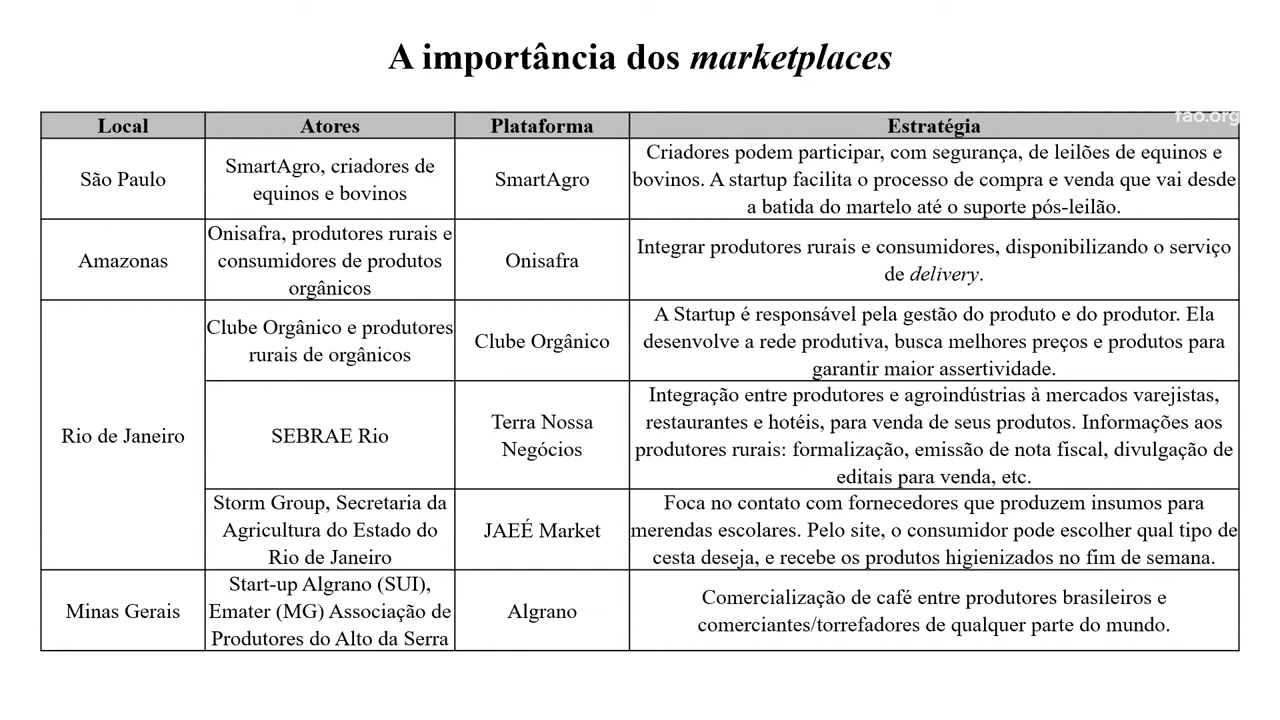 A importância dos marketplaces
fao.org
Local Atores Plataforma Estratégia
São Paulo
SmartAgro, criadores de
equinos e bovinos
SmartAgro
Criadores podem participar, com segurança, de leilões de equinos e
bovinos. A startup facilita o processo de compra e venda que vai desde
a batida do martelo até o suporte pós-leilão.
Amazonas
Onisafra, produtores rurais e
consumidores de produtos
orgânicos
Onisafra
Integrar produtores rurais e consumidores, disponibilizando o serviço
de delivery.
Rio de Janeiro
Clube Orgânico e produtores
rurais de orgânicos
Clube Orgânico
A Startup é responsável pela gestão do produto e do produtor. Ela
desenvolve a rede produtiva, busca melhores preços e produtos para
garantir maior assertividade.
SEBRAE Rio
Terra Nossa
Negócios
Integração entre produtores e agroindústrias à mercados varejistas,
restaurantes e hotéis, para venda de seus produtos. Informações aos
produtores rurais: formalização, emissão de nota fiscal, divulgação de
editais para venda, etc.
Storm Group, Secretaria da
Agricultura do Estado do
Rio de Janeiro
JAEÉ Market
Foca no contato com fornecedores que produzem insumos para
merendas escolares. Pelo site, o consumidor pode escolher qual tipo de
cesta deseja, e recebe os produtos higienizados no fim de semana.
Minas Gerais
Start-up Algrano (SUI),
Emater (MG) Associação de
Produtores do Alto da Serra
Algrano
Comercialização de café entre produtores brasileiros e
comerciantes/torrefadores de qualquer parte do mundo.